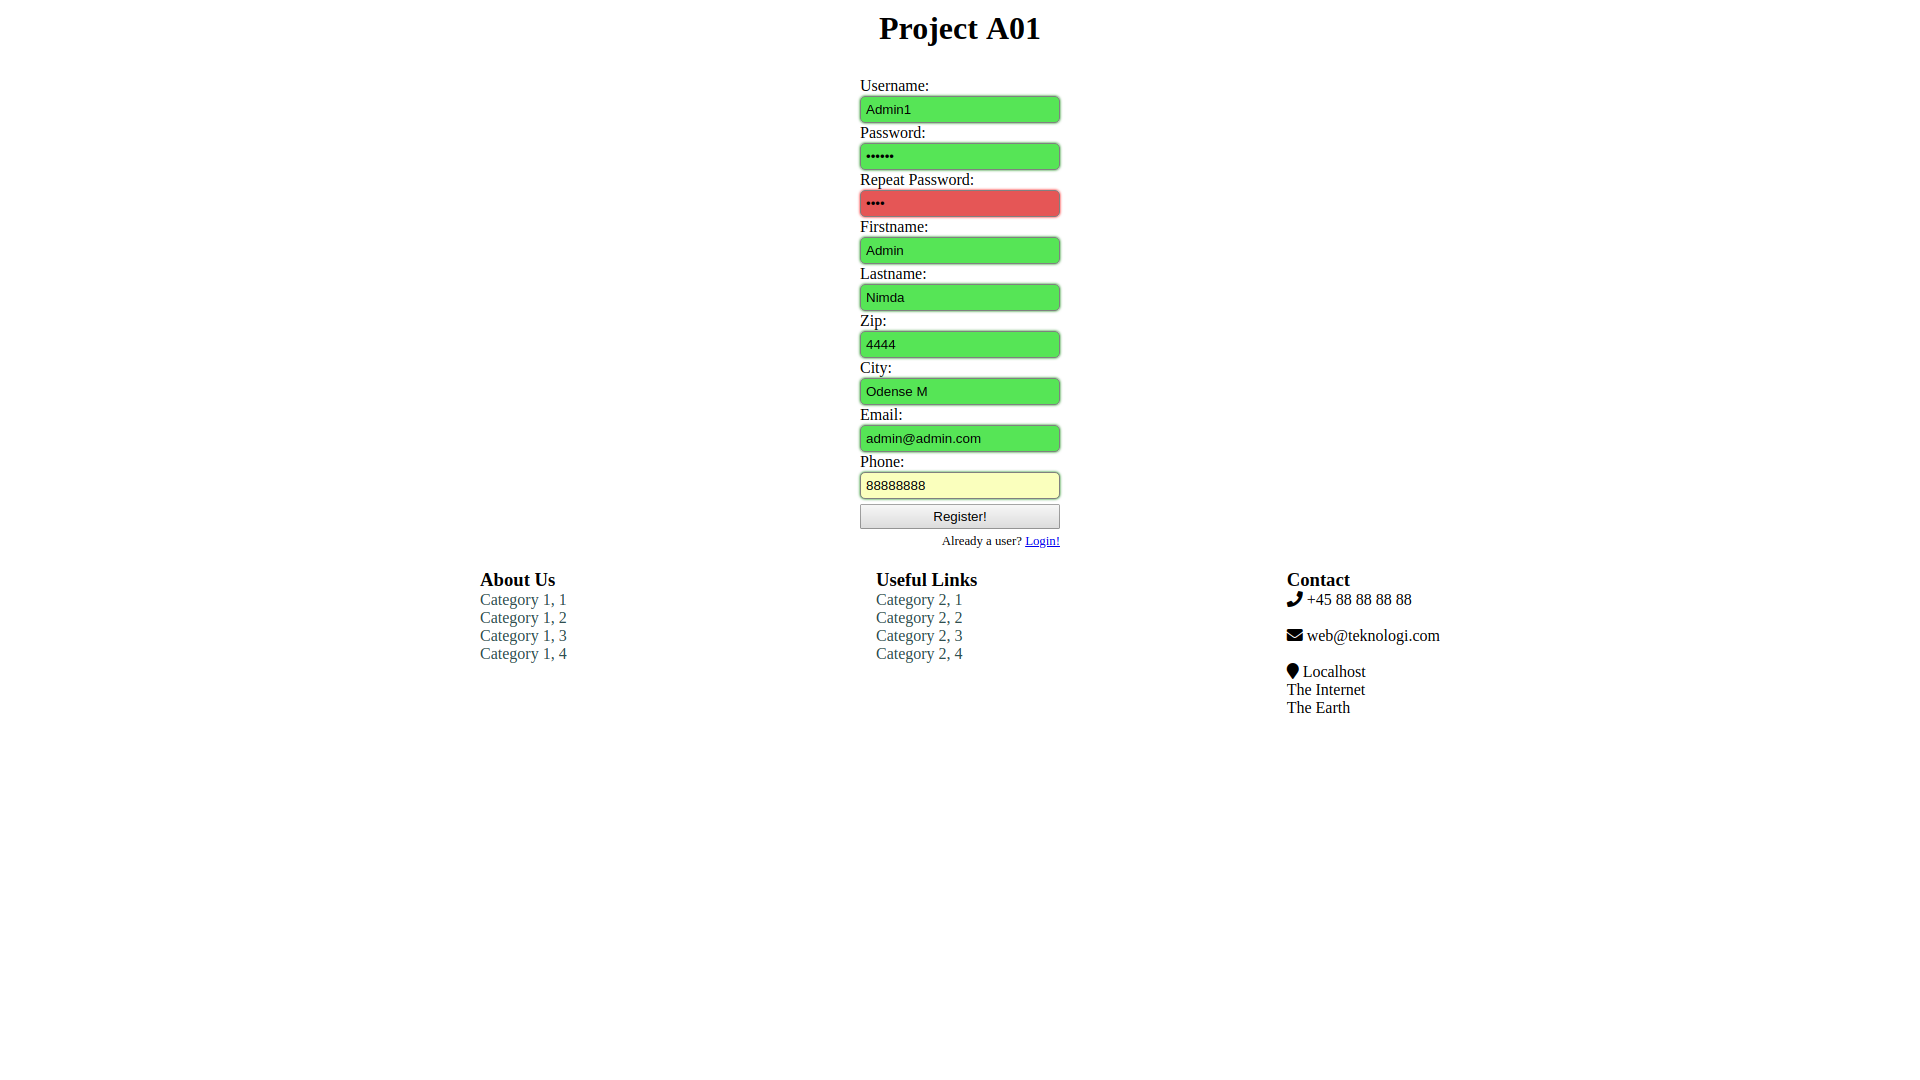 Project A01
Username:
Admin1
Password:
••••••
Repeat Password:
••••
Firstname:
Admin
Lastname:
Nimda
Zip:
4444
City:
Odense M
Email:
admin@admin.com
Phone:
88888888
Register!
Already a user? Login!
About Us
Category 1, 1
Category 1, 2
Category 1, 3
Category 1, 4
Useful Links
Category 2, 1
Category 2, 2
Category 2, 3
Category 2, 4
Contact
+45 88 88 88 88
web@teknologi.com
Localhost
The Internet
The Earth